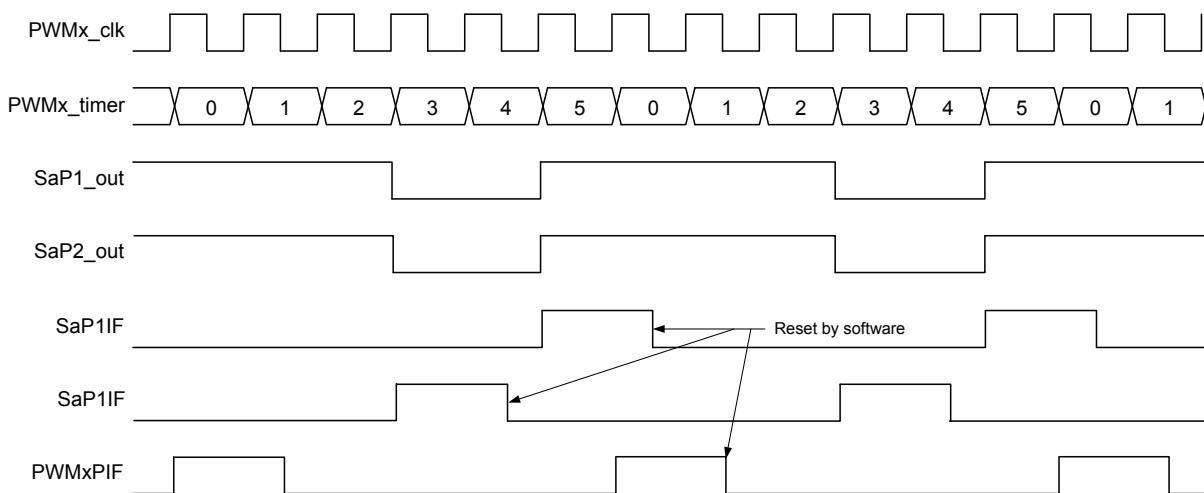 PWMx_clk
PWMx_timer 0 1 2 3 4 5 0 1 2 3 4 5 0 1
SaP1_out
SaP2_out
SaP1IF
Reset by software
SaP1IF
PWMxPIF